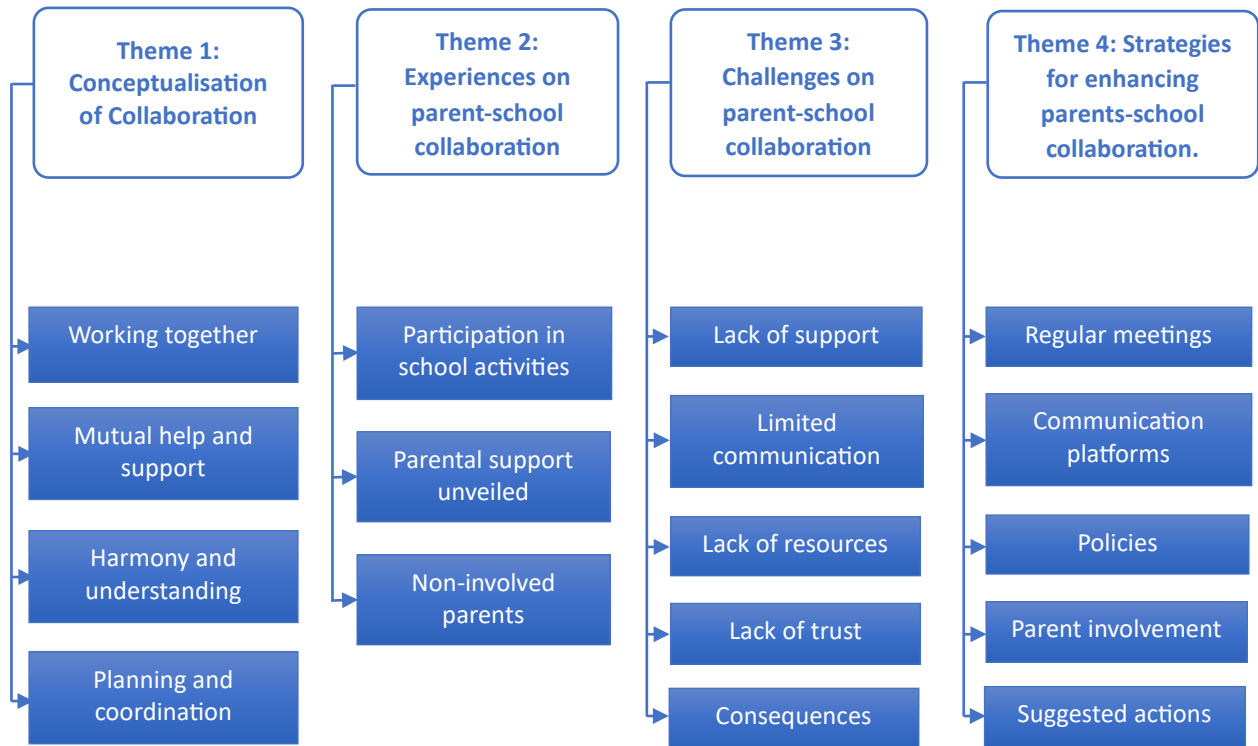 Theme 1:
Conceptualisation
of Collaboration
Working together
Mutual help and
support
Harmony and
understanding
Planning and
coordination
Theme 2:
Experiences on
parent-school
collaboration
Participation in
school activities
Parental support
unveiled
Non-involved
parents
Theme 3:
Challenges on
parent-school
collaboration
Lack of support
Limited
communication
Lack of resources
Lack of trust
Consequences
Theme 4: Strategies
for enhancing
parents-school
collaboration.
Regular meetings
Communication
platforms
Policies
Parent involvement
Suggested actions